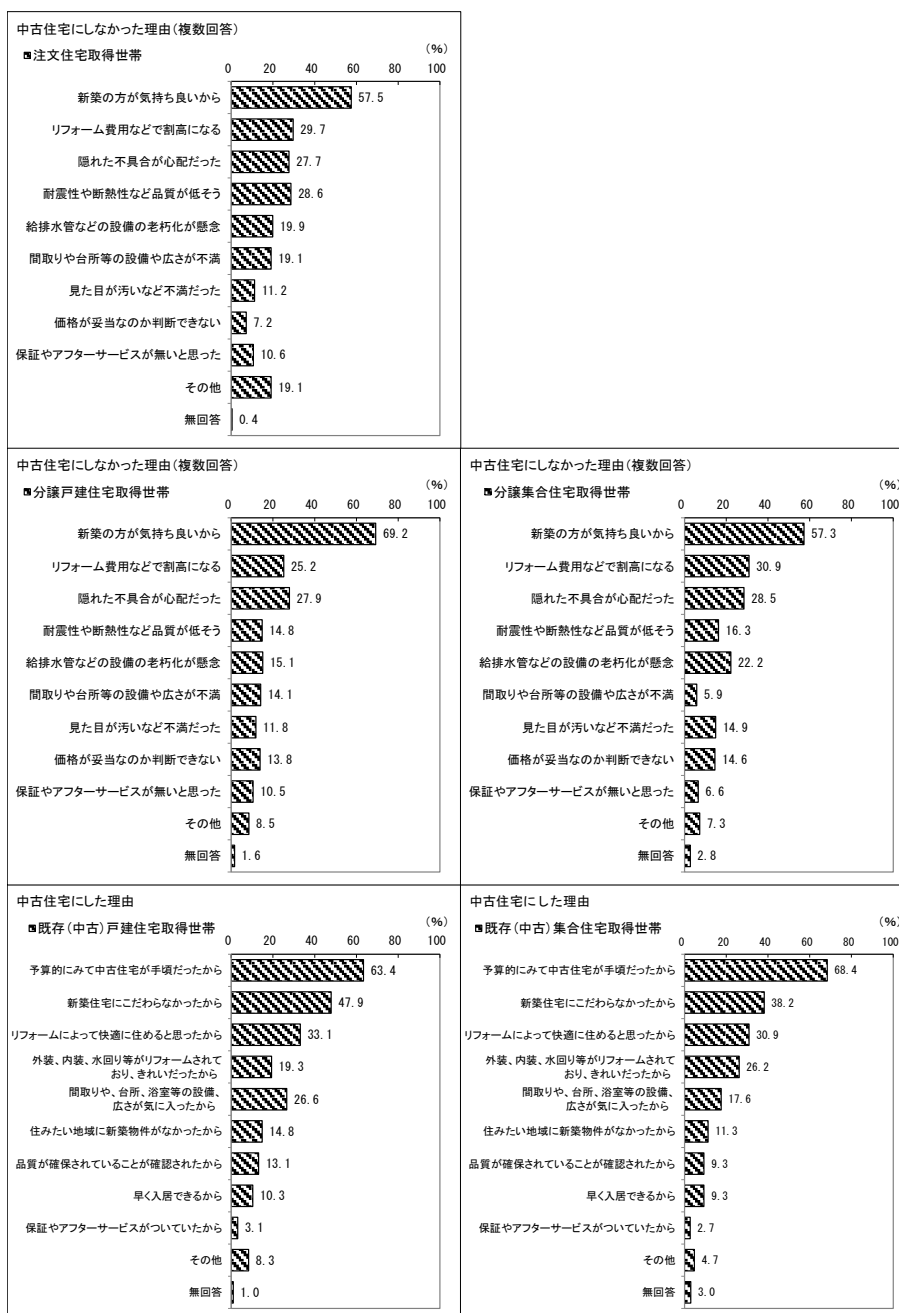 中古住宅にしなかった理由(複数回答)
注文住宅取得世帯
(%)
0 20 40 60 80 100
新築の方が気持ち良いから 57.5
リフォーム費用などで割高になる 29.7
隠れた不具合が心配だった 27.7
耐震性や断熱性など品質が低そう 28.6
給排水管などの設備の老朽化が懸念 19.9
間取りや台所等の設備や広さが不満 19.1
見た目が汚いなど不満だった 11.2
価格が妥当なのか判断できない 7.2
保証やアフターサービスが無いと思った 10.6
その他 19.1
無回答 0.4
中古住宅にしなかった理由(複数回答)
分譲戸建住宅取得世帯
(%)
0 20 40 60 80 100
新築の方が気持ち良いから 69.2
リフォーム費用などで割高になる 25.2
隠れた不具合が心配だった 27.9
耐震性や断熱性など品質が低そう 14.8
給排水管などの設備の老朽化が懸念 15.1
間取りや台所等の設備や広さが不満 14.1
見た目が汚いなど不満だった 11.8
価格が妥当なのか判断できない 13.8
保証やアフターサービスが無いと思った 10.5
その他 8.5
無回答 1.6
中古住宅にしなかった理由(複数回答)
分譲集合住宅取得世帯
(%)
0 20 40 60 80 100
新築の方が気持ち良いから 57.3
リフォーム費用などで割高になる 30.9
隠れた不具合が心配だった 28.5
耐震性や断熱性など品質が低そう 16.3
給排水管などの設備の老朽化が懸念 22.2
間取りや台所等の設備や広さが不満 5.9
見た目が汚いなど不満だった 14.9
価格が妥当なのか判断できない 14.6
保証やアフターサービスが無いと思った 6.6
その他 7.3
無回答 2.8
中古住宅にした理由
既存(中古)戸建住宅取得世帯
(%)
0 20 40 60 80 100
予算的にみて中古住宅が手頃だったから 63.4
新築住宅にこだわらなかったから 47.9
リフォームによって快適に住めると思ったから 33.1
外装、内装、水回り等がリフォームされて
おり、きれいだったから 19.3
間取りや、台所、浴室等の設備、
広さが気に入ったから 26.6
住みたい地域に新築物件がなかったから 14.8
品質が確保されていることが確認されたから 13.1
早く入居できるから 10.3
保証やアフターサービスがついていたから 3.1
その他 8.3
無回答 1.0
中古住宅にした理由
既存(中古)集合住宅取得世帯
(%)
0 20 40 60 80 100
予算的にみて中古住宅が手頃だったから 68.4
新築住宅にこだわらなかったから 38.2
リフォームによって快適に住めると思ったから 30.9
外装、内装、水回り等がリフォームされて
おり、きれいだったから 26.2
間取りや、台所、浴室等の設備、
広さが気に入ったから 17.6
住みたい地域に新築物件がなかったから 11.3
品質が確保されていることが確認されたから 9.3
早く入居できるから 9.3
保証やアフターサービスがついていたから 2.7
その他 4.7
無回答 3.0